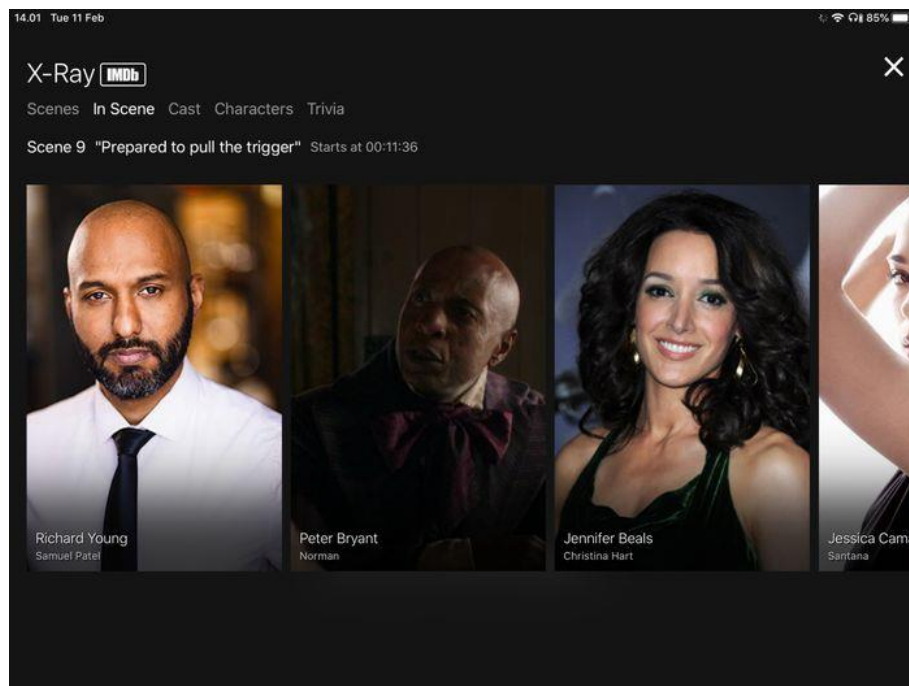 14.01 Tue 11 Feb
85%
X-Ray IMDb
Scenes In Scene Cast Characters Trivia
Scene 9 "Prepared to pull the trigger" Starts at 00:11:36
Richard Young
Samuel Patel
Peter Bryant
Norman
Jennifer Beals
Christina Hart
Jessica Cam
Santana